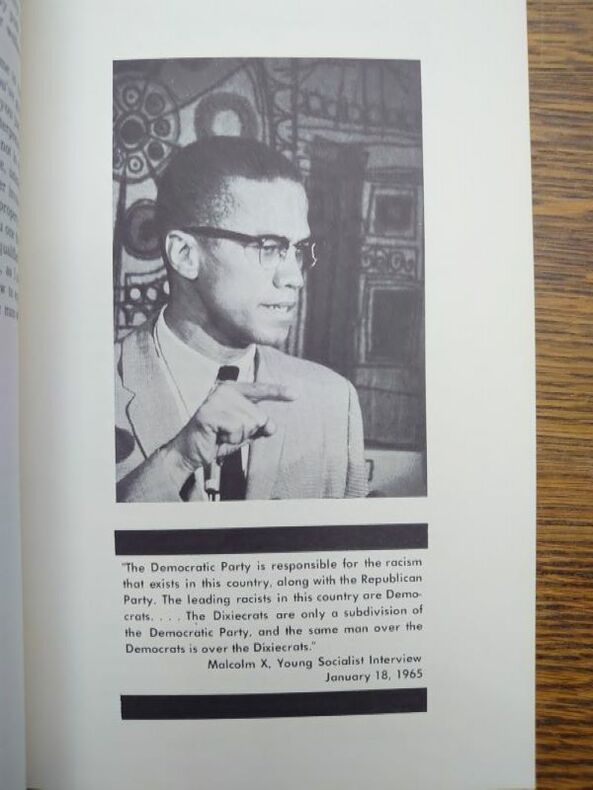 "The Democratic Party is responsible for the racism
that exists in this country, along with the Republican
Party. The leading racists in this country are Demo-
crats. . . . The Dixiecrats are only a subdivision of
the Democratic Party, and the same man over the
Democrats is over the Dixiecrats."
Malcolm X, Young Socialist Interview
January 18, 1965